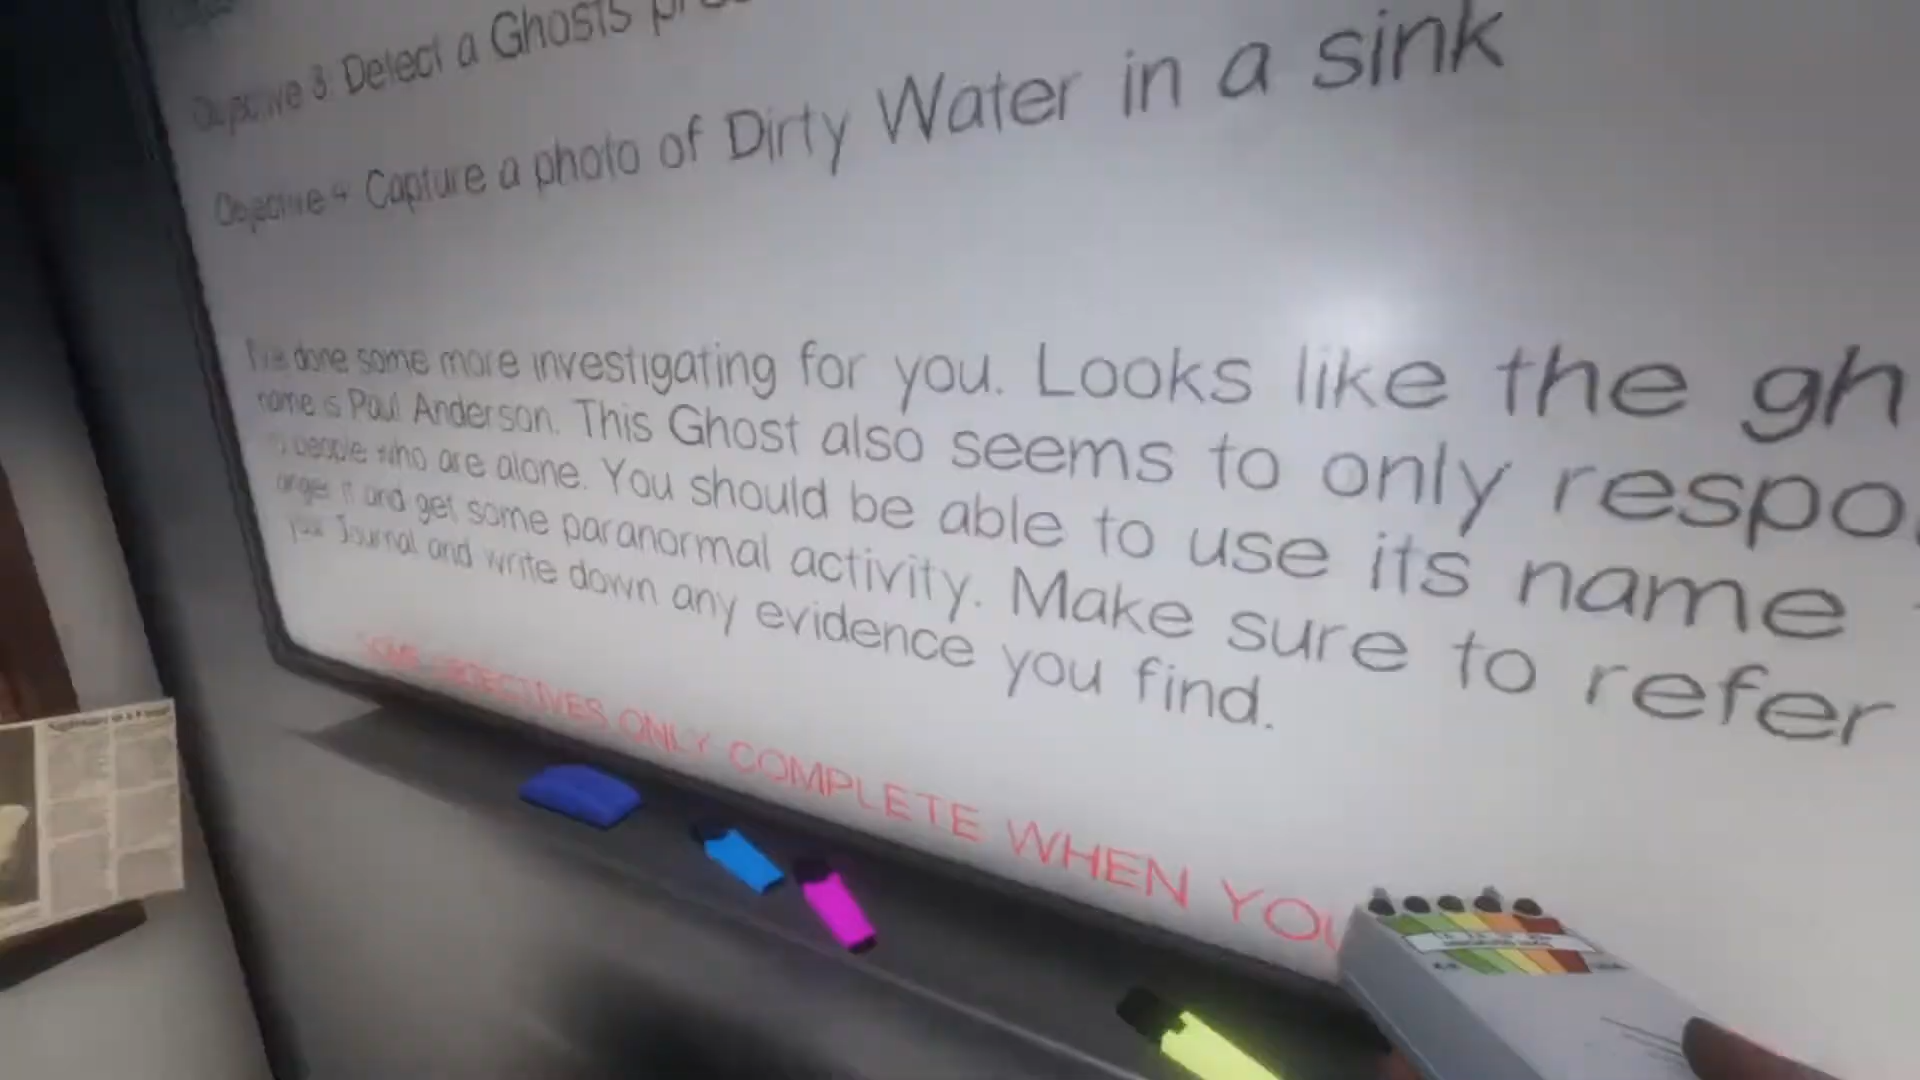 Objective 3: Detect a Ghosts
Objective 4: Capture a photo of Dirty Water in a sink
I've done some more investigating for you. Looks like the gh
name is Paul Anderson. This Ghost also seems to only respo
to people who are alone. You should be able to use its name
anger it and get some paranormal activity. Make sure to refer
your Journal and write down any evidence you find.
SOME OBJECTIVES ONLY COMPLETE WHEN YOU